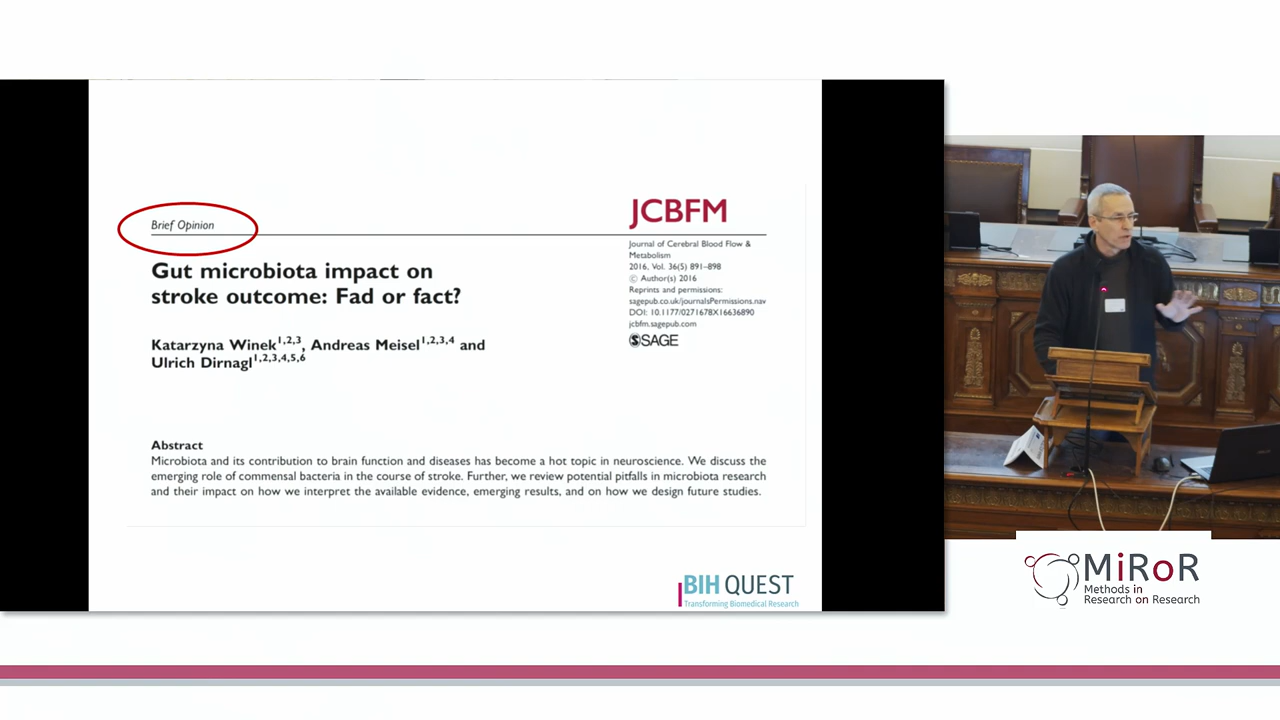 Brief Opinion
JCBFM
Journal of Cerebral Blood Flow &
Metabolism
2016, Vol. 36(5) 891–898
© Author(s) 2016
Reprints and permissions:
sagepub.co.uk/journalsPermissions.nav
DOI: 10.1177/0271678X16636890
jcbfm.sagepub.com
SAGE
Gut microbiota impact on
stroke outcome: Fad or fact?
Katarzyna Winek1,2,3, Andreas Meisel1,2,3,4 and
Ulrich Dirnagl1,2,3,4,5,6
Abstract
Microbiota and its contribution to brain function and diseases has become a hot topic in neuroscience. We discuss the
emerging role of commensal bacteria in the course of stroke. Further, we review potential pitfalls in microbiota research
and their impact on how we interpret the available evidence, emerging results, and on how we design future studies.
BIH QUEST
Transforming Biomedical Research
MiRoR
Methods in
Research on Research